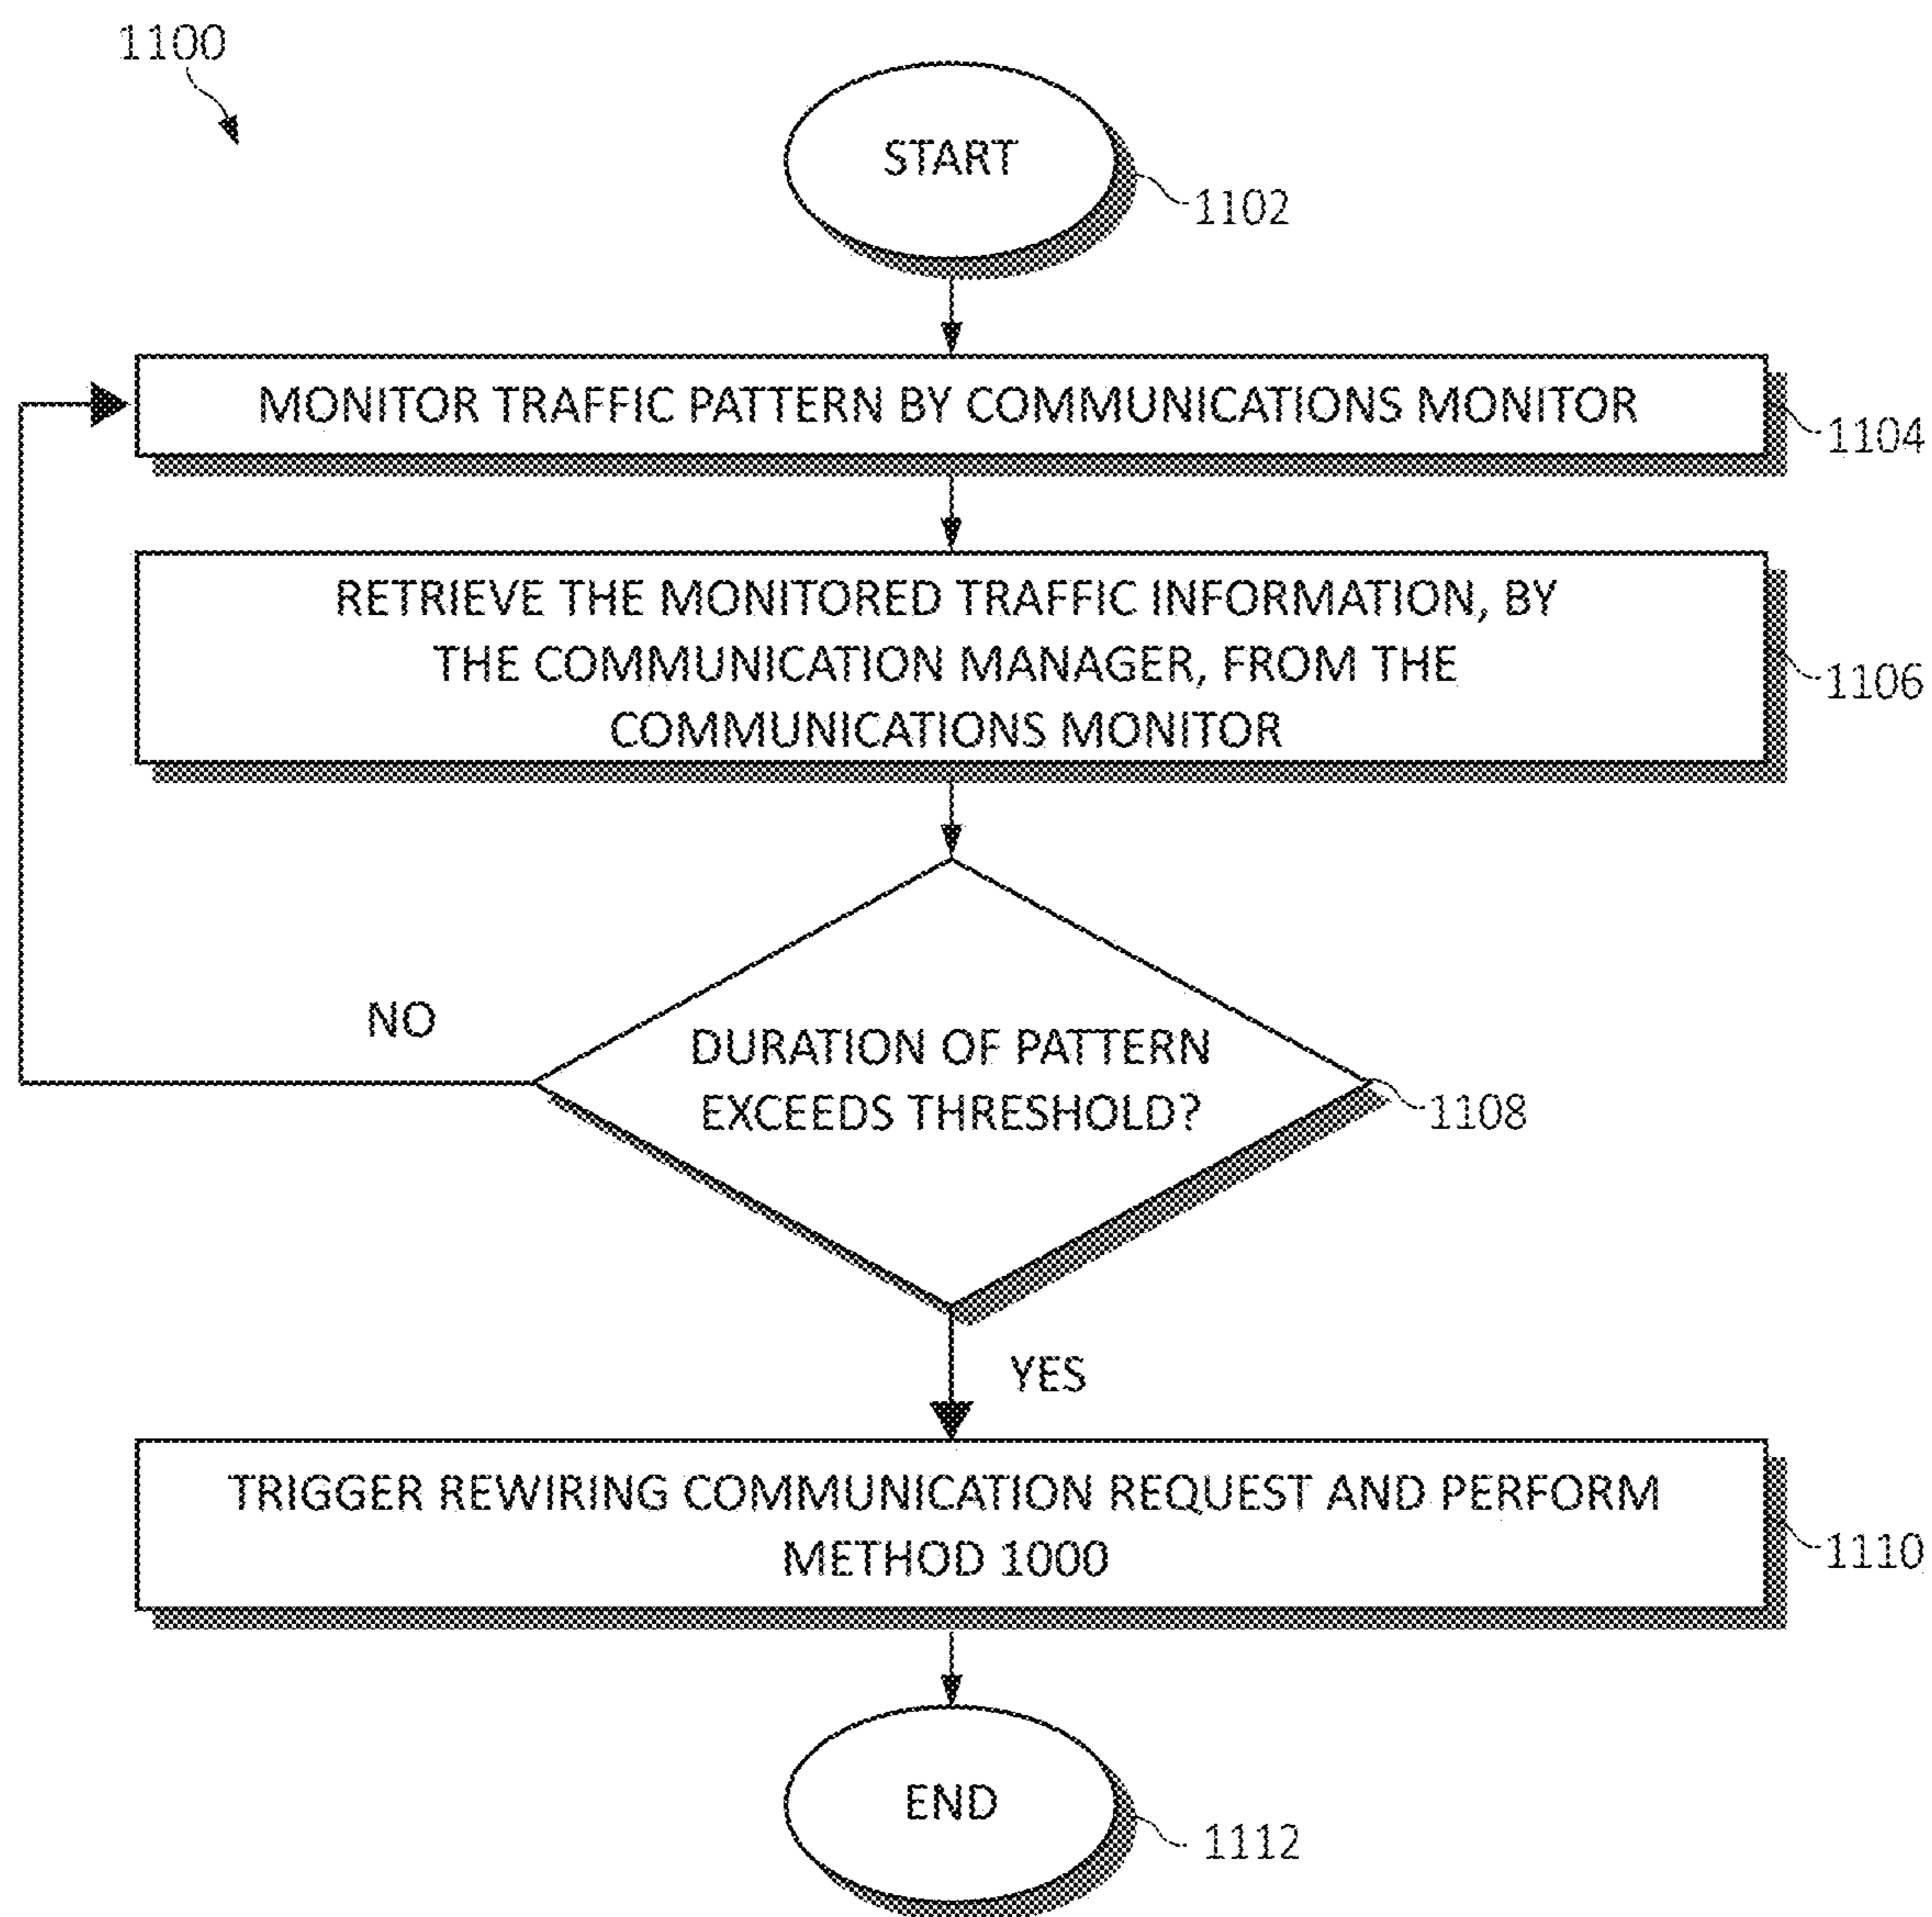 1100
START
1102
MONITOR TRAFFIC PATTERN BY COMMUNICATIONS MONITOR
1104
RETRIEVE THE MONITORED TRAFFIC INFORMATION, BY
THE COMMUNICATION MANAGER, FROM THE
COMMUNICATIONS MONITOR
1106
NO
DURATION OF PATTERN
EXCEEDS THRESHOLD?
1108
YES
TRIGGER REWIRING COMMUNICATION REQUEST AND PERFORM
METHOD 1000
1110
END
1112